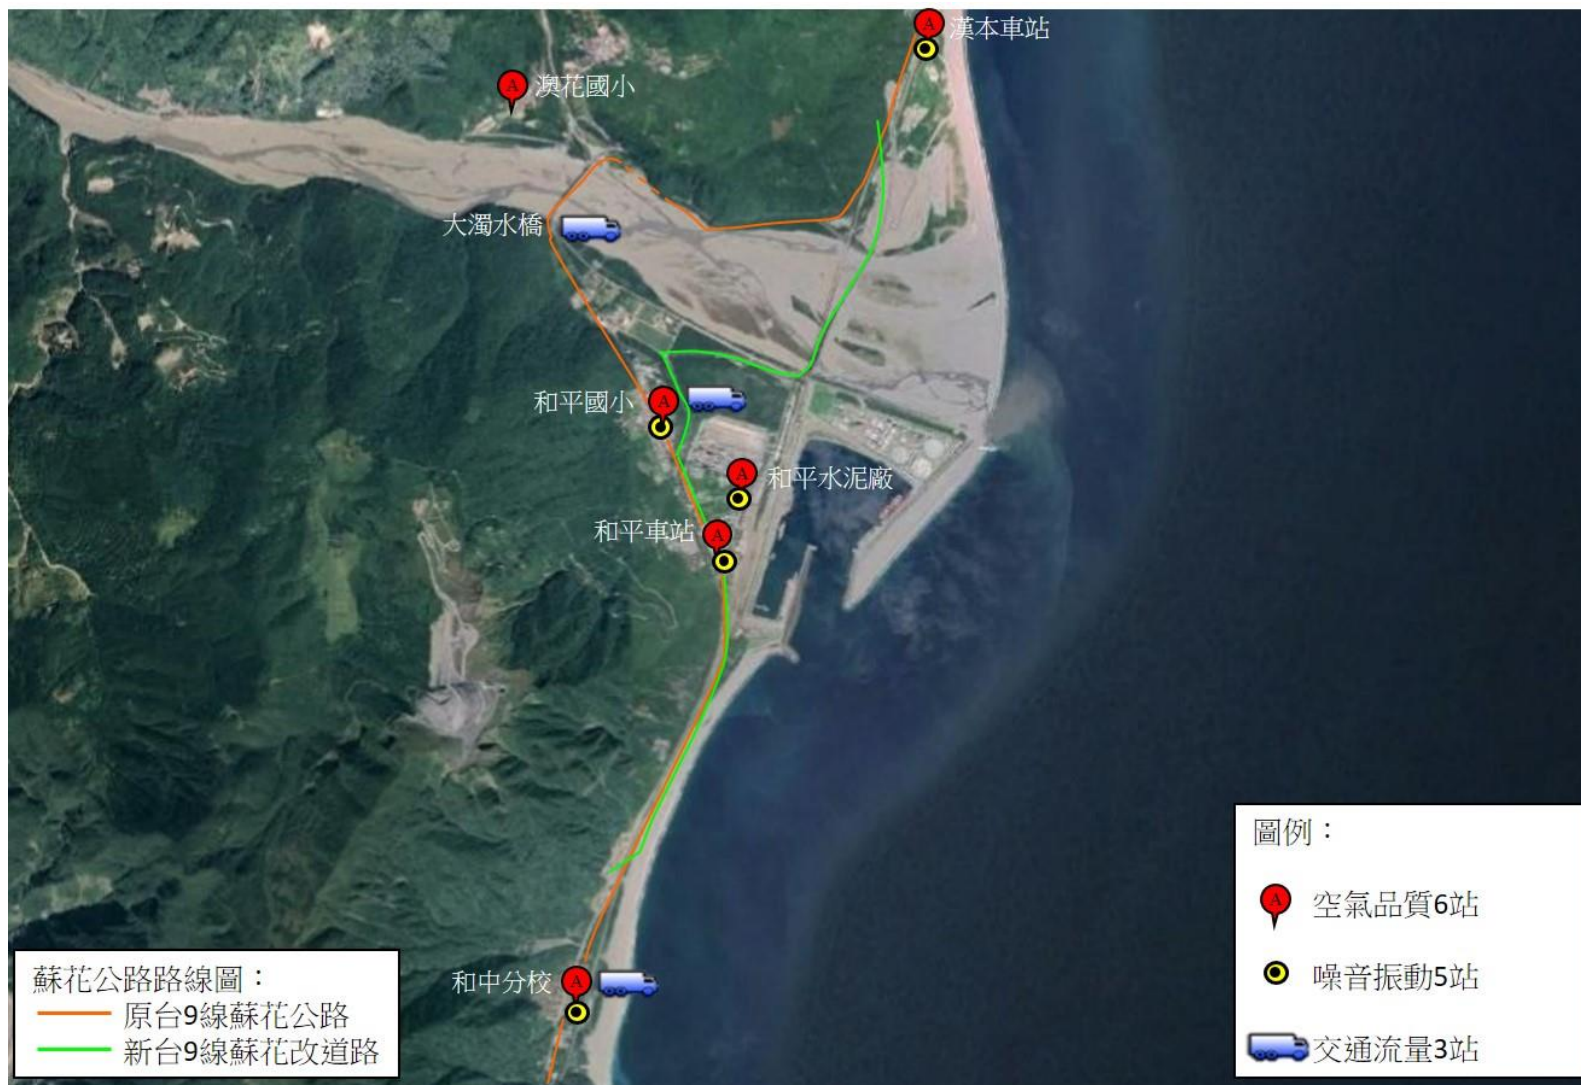 漢本車站
澳花國小
大濁水橋
和平國小
和平水泥廠
和平車站
和中分校
圖例：
A 空氣品質6站
噪音振動5站
交通流量3站
蘇花公路路線圖：
原台9線蘇花公路
新台9線蘇花改道路